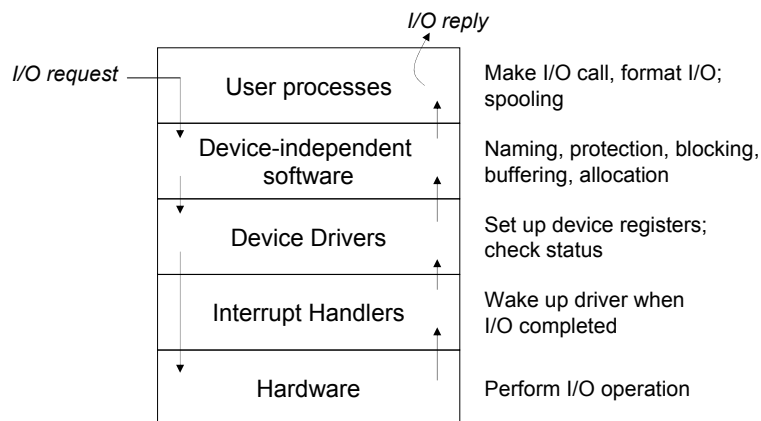 I/O reply
I/O request
User processes
Make I/O call, format I/O;
spooling
Device-independent
software
Naming, protection, blocking,
buffering, allocation
Device Drivers
Set up device registers;
check status
Interrupt Handlers
Wake up driver when
I/O completed
Hardware
Perform I/O operation